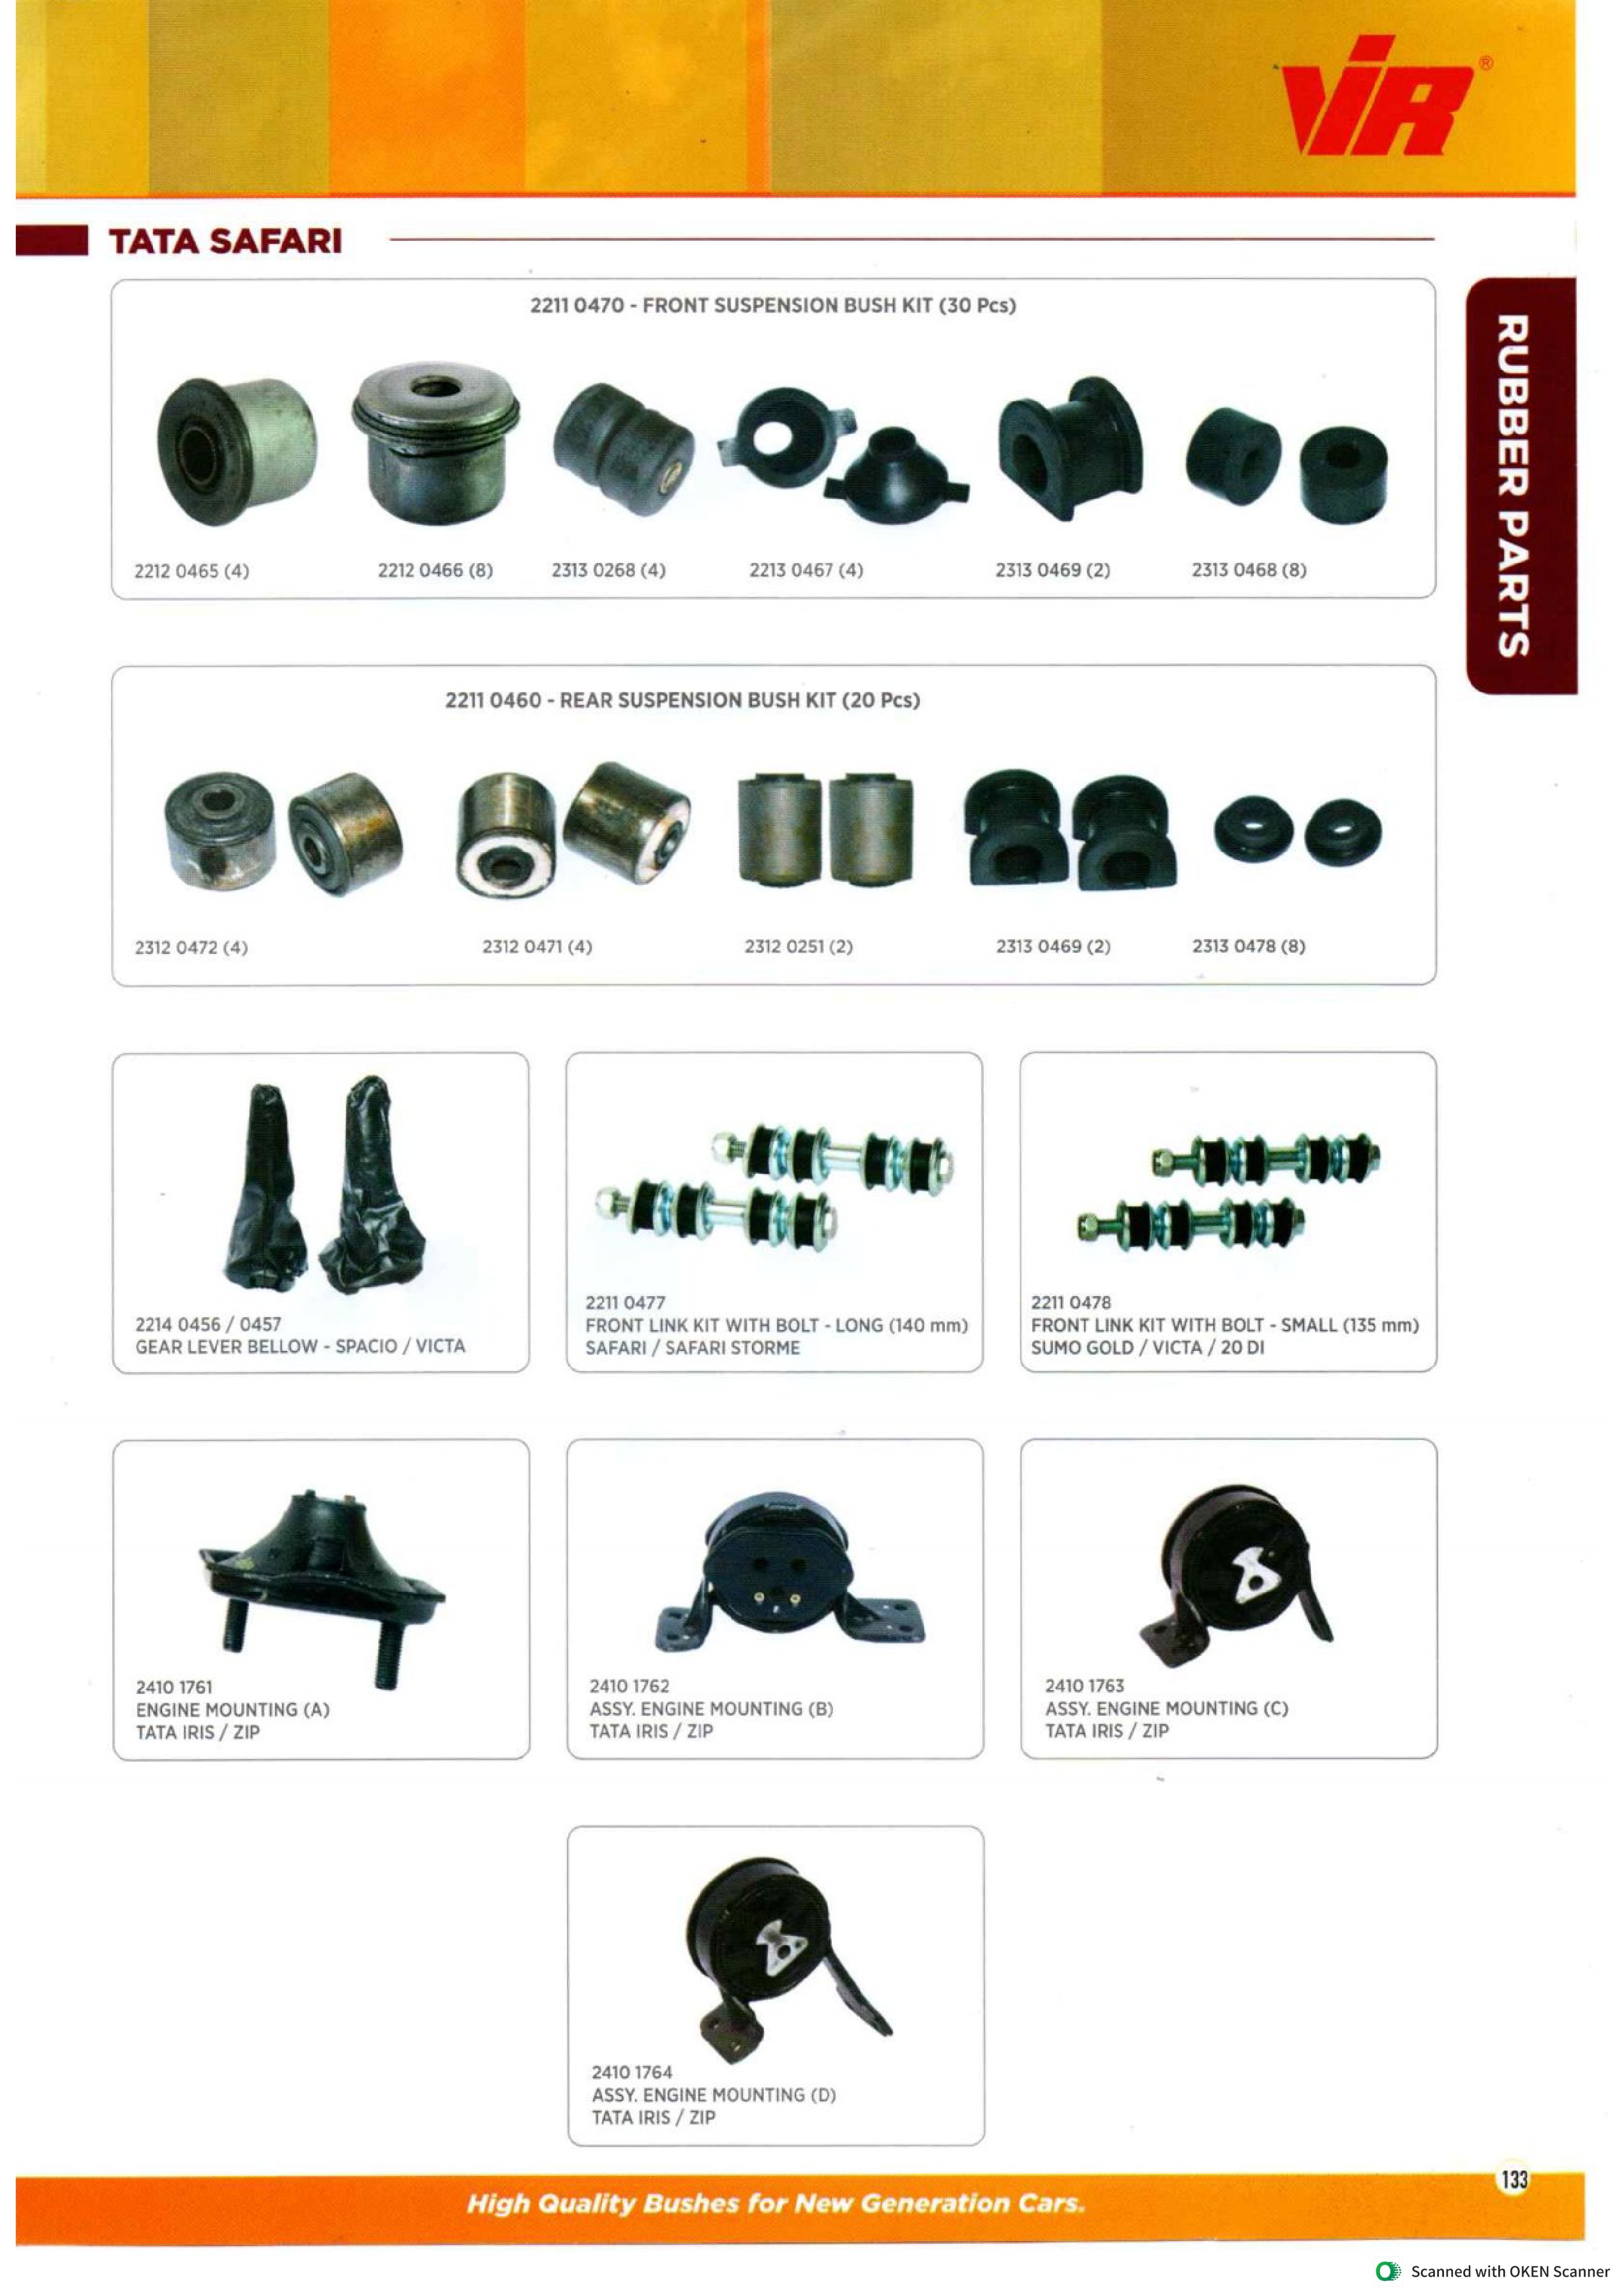 ViR®
TATA SAFARI
RUBBER PARTS
2211 0470 - FRONT SUSPENSION BUSH KIT (30 Pcs)
2212 0465 (4)
2212 0466 (8)
2313 0268 (4)
2213 0467 (4)
2313 0469 (2)
2313 0468 (8)
2211 0460 - REAR SUSPENSION BUSH KIT (20 Pcs)
2312 0472 (4)
2312 0471 (4)
2312 0251 (2)
2313 0469 (2)
2313 0478 (8)
2214 0456 / 0457
GEAR LEVER BELLOW - SPACIO / VICTA
2211 0477
FRONT LINK KIT WITH BOLT - LONG (140 mm)
SAFARI / SAFARI STORME
2211 0478
FRONT LINK KIT WITH BOLT - SMALL (135 mm)
SUMO GOLD / VICTA / 20 DI
2410 1761
ENGINE MOUNTING (A)
TATA IRIS / ZIP
2410 1762
ASSY. ENGINE MOUNTING (B)
TATA IRIS / ZIP
2410 1763
ASSY. ENGINE MOUNTING (C)
TATA IRIS / ZIP
2410 1764
ASSY. ENGINE MOUNTING (D)
TATA IRIS / ZIP
133
High Quality Bushes for New Generation Cars.
Scanned with OKEN Scanner